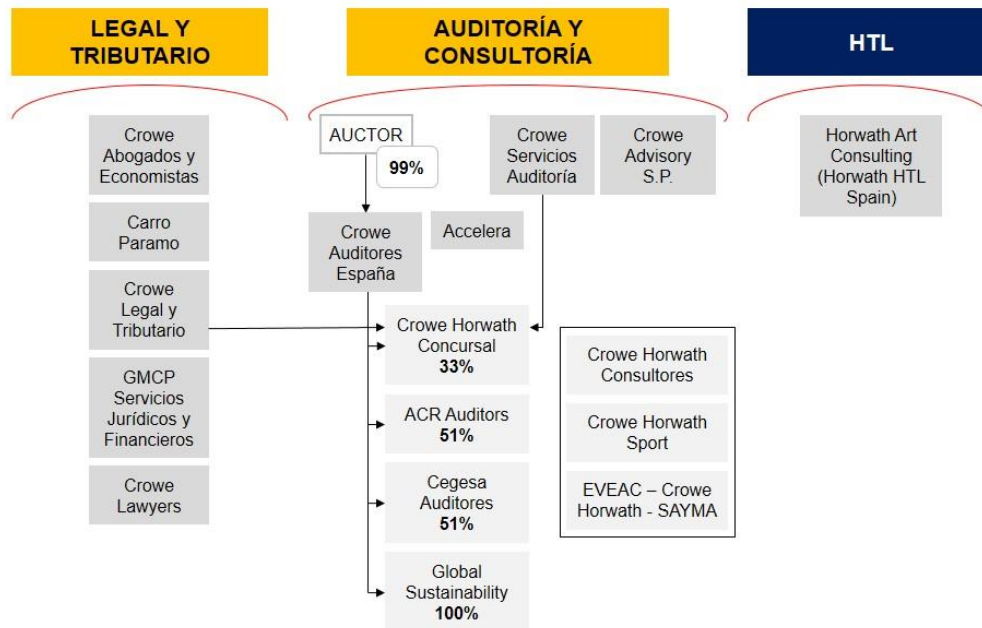 LEGAL Y
TRIBUTARIO
AUDITORÍA Y
CONSULTORÍA
HTL
Crowe
Abogados y
Economistas
Carro
Paramo
Crowe
Legal y
Tributario
GMCP
Servicios
Jurídicos y
Financieros
Crowe
Lawyers
AUCTOR
99%
Crowe
Servicios
Auditoría
Crowe
Advisory
S.P.
Crowe
Auditores
España
Accelera
Crowe Horwath
Concursal
33%
ACR Auditors
51%
Cegesa
Auditores
51%
Global
Sustainability
100%
Crowe Horwath
Consultores
Crowe Horwath
Sport
EVEAC – Crowe
Horwath - SAYMA
Horwath Art
Consulting
(Horwath HTL
Spain)